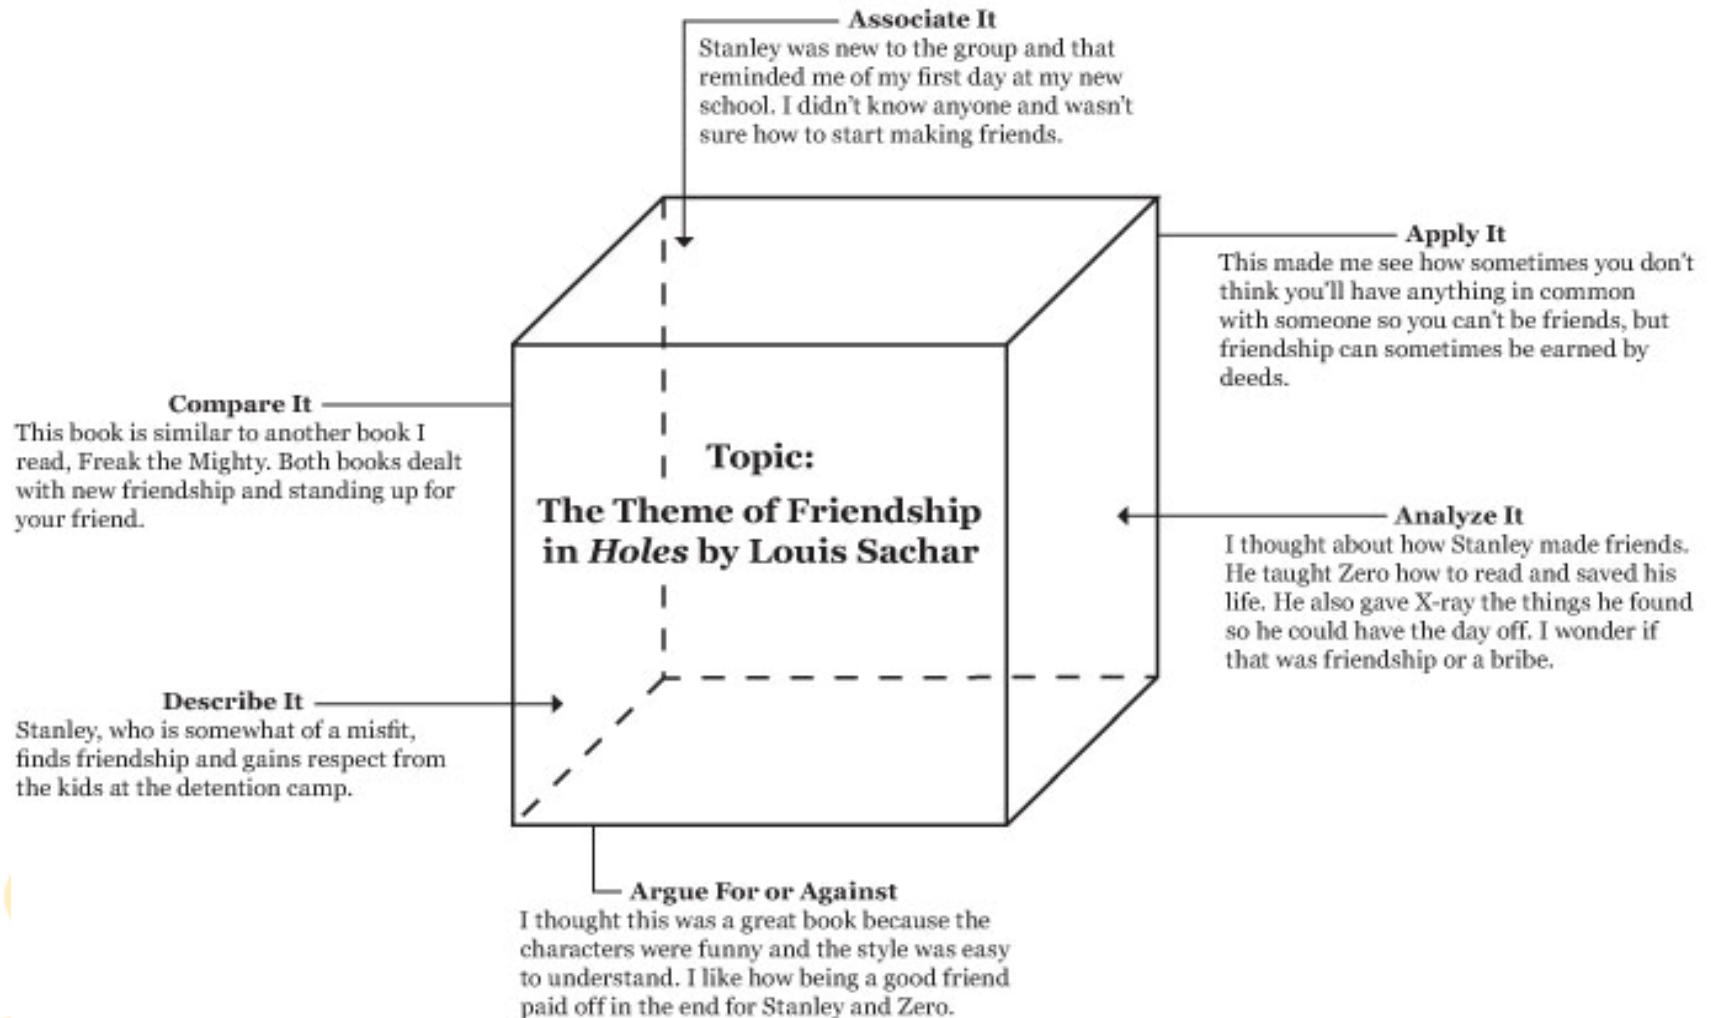 Associate It
Stanley was new to the group and that
reminded me of my first day at my new
school. I didn't know anyone and wasn't
sure how to start making friends.
Apply It
This made me see how sometimes you don't
think you'll have anything in common
with someone so you can't be friends, but
friendship can sometimes be earned by
deeds.
Compare It
This book is similar to another book I
read, Freak the Mighty. Both books dealt
with new friendship and standing up for
your friend.
Topic:
The Theme of Friendship
in Holes by Louis Sachar
Analyze It
I thought about how Stanley made friends.
He taught Zero how to read and saved his
life. He also gave X-ray the things he found
so he could have the day off. I wonder if
that was friendship or a bribe.
Describe It
Stanley, who is somewhat of a misfit,
finds friendship and gains respect from
the kids at the detention camp.
Argue For or Against
I thought this was a great book because the
characters were funny and the style was easy
to understand. I like how being a good friend
paid off in the end for Stanley and Zero.